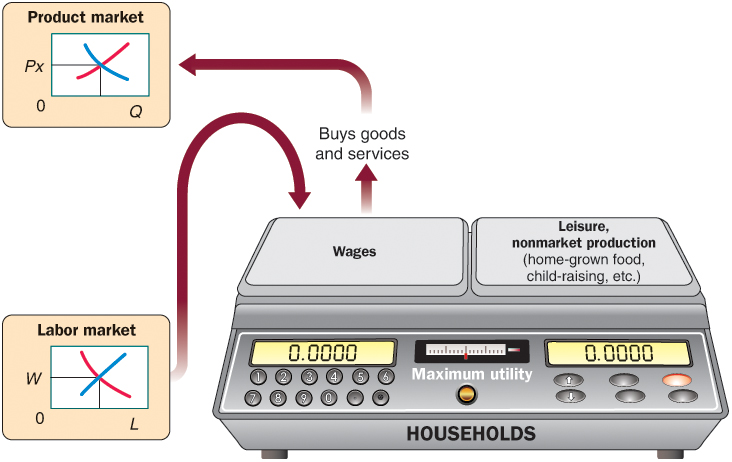 Product market
Px
0
Q
Buys goods
and services
Wages
Leisure,
nonmarket production
(home-grown food,
child-raising, etc.)
Labor market
W
0
L
0.0000
0.0000
1 2 3 4 5 6
7 8 9 0 .
Maximum utility
HOUSEHOLDS